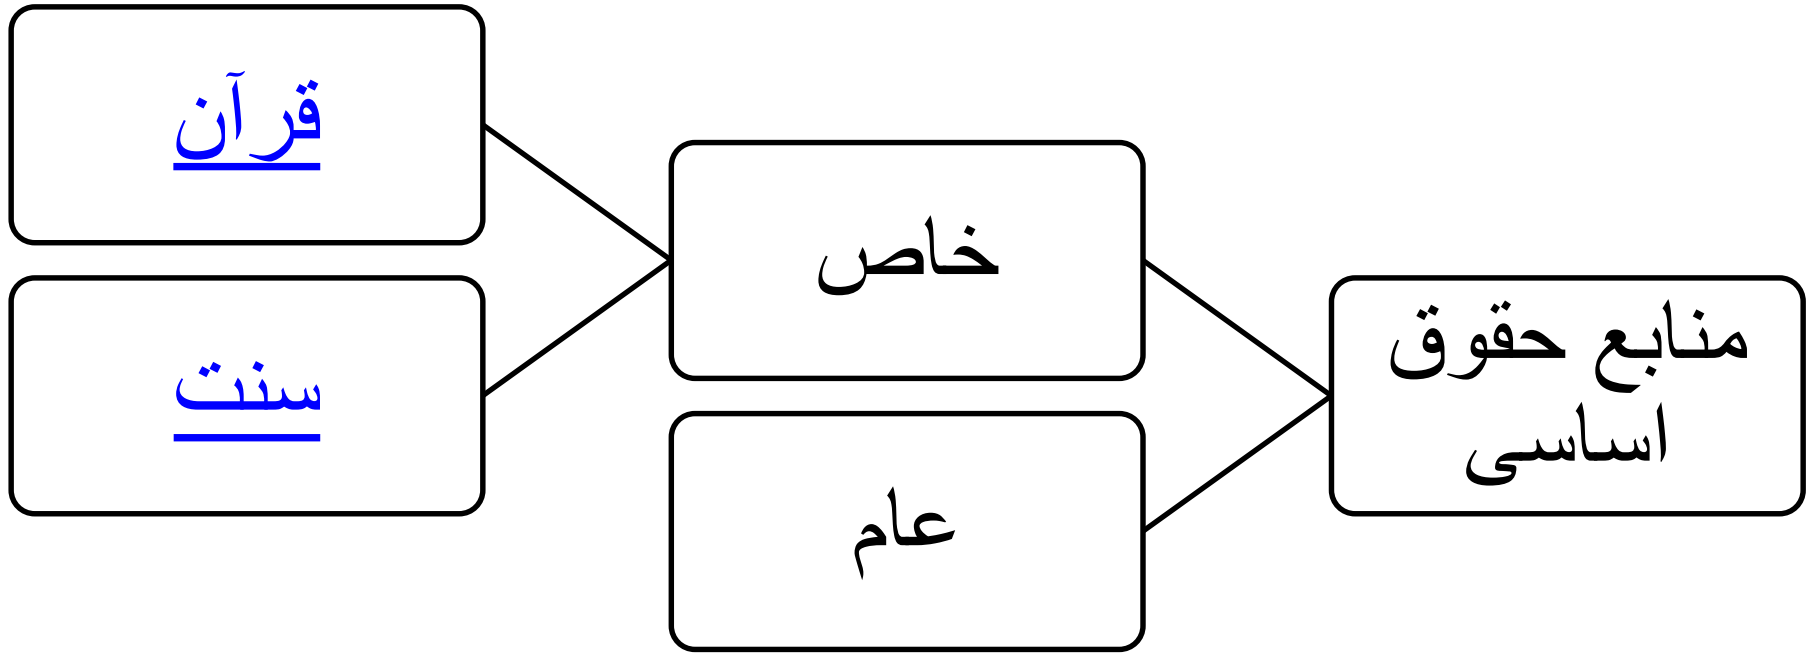 منابع حقوق
اساسی
خاص
عام
قرآن
سنت